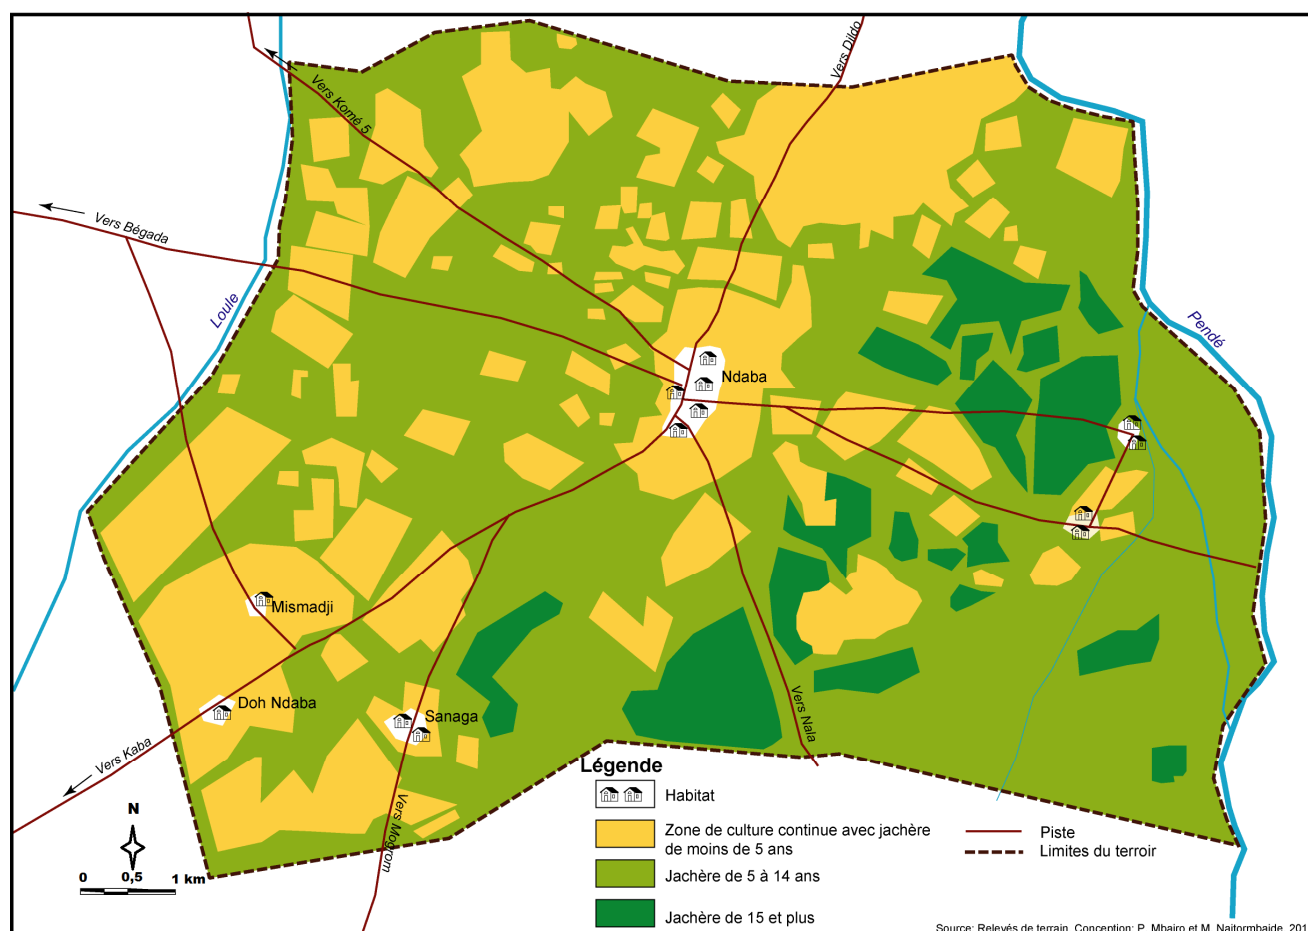 Vers Dildo
Vers Komé 5
Vers Bégada
Loule
Pendé
Ndaba
Mismadji
Doh Ndaba
Sanaga
Vers Nala
Vers Kaba
Vers Mogrom
Légende
Habitat
Zone de culture continue avec jachère
de moins de 5 ans
Jachère de 5 à 14 ans
Jachère de 15 et plus
Piste
Limites du terroir
N
0 0,5 1 km
Source: Relevés de terrain. Conception: P. Mbairo et M. Naitormbaide, 201